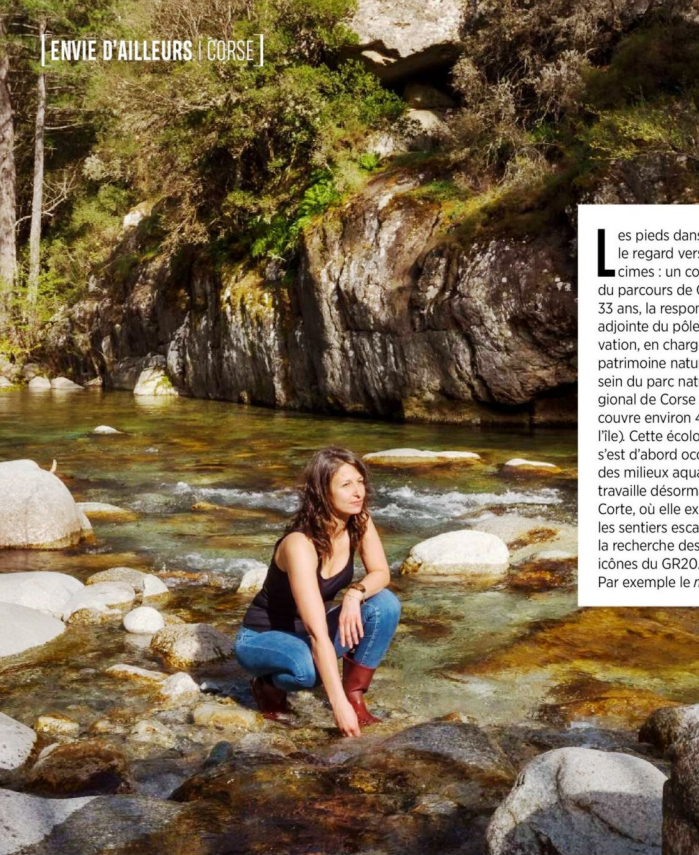 [ENVIE D'AILLEURS | CORSE]
Les pieds dans
le regard vers
cimes : un co
du parcours de
33 ans, la respon
adjointe du pôle
vation, en charg
patrimoine natu
sein du parc nat
gional de Corse
couvre environ 4
l'île). Cette écolo
s'est d'abord occ
des milieux aqua
travaille désorm
Corte, où elle ex
les sentiers esca
la recherche des
icônes du GR20.
Par exemple le